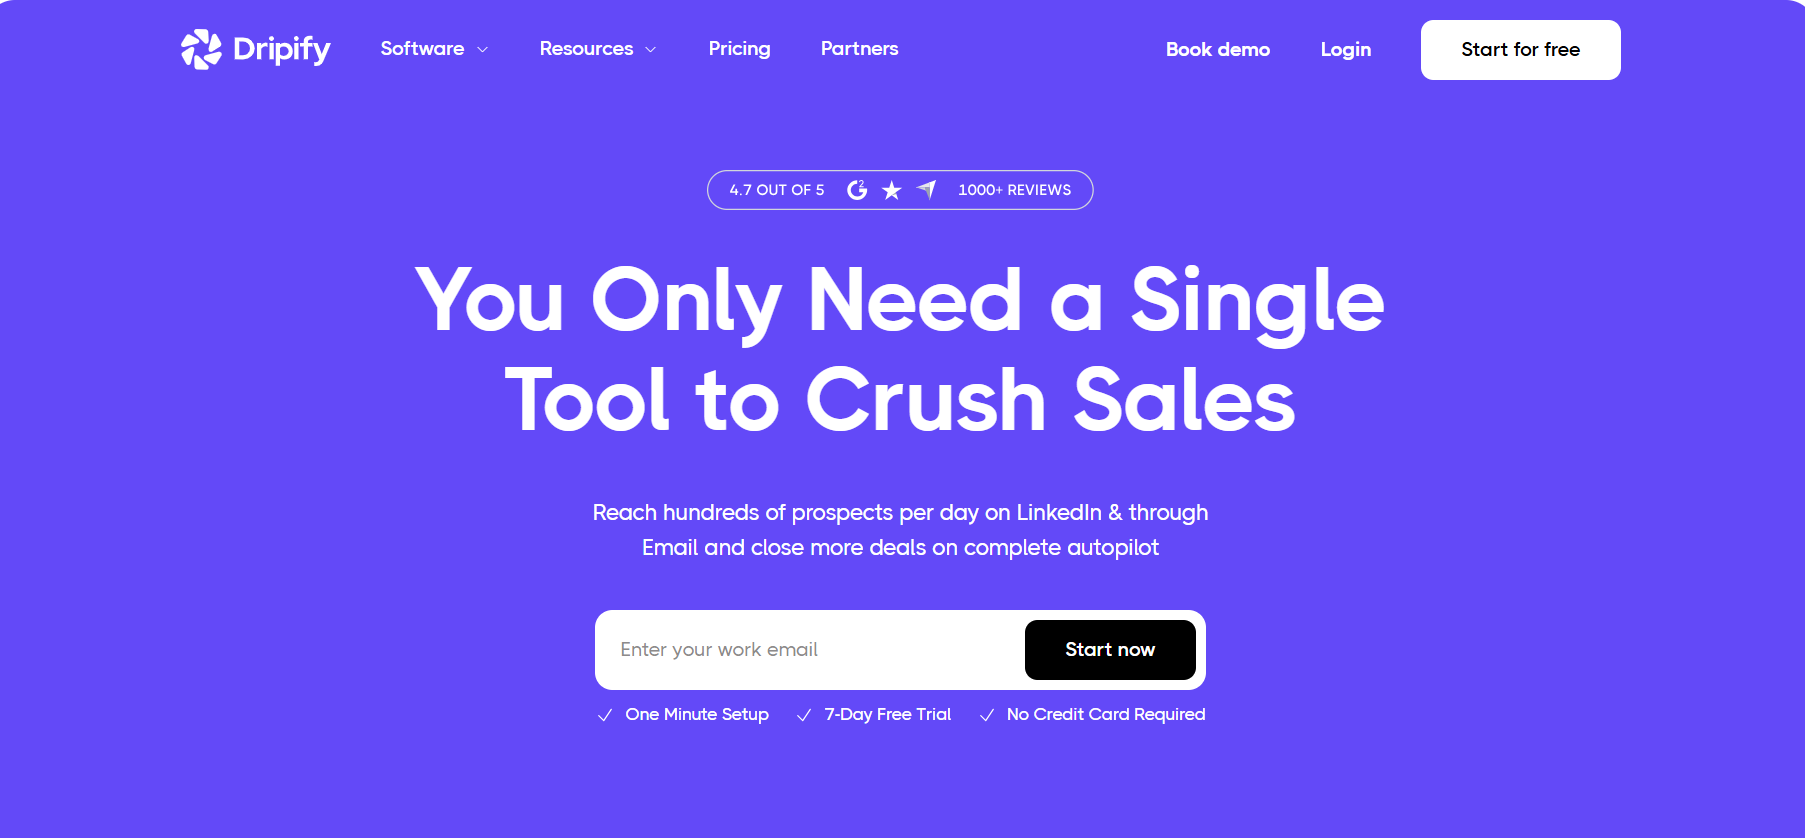 Dripify
Software
Resources
Pricing
Partners
Book demo
Login
Start for free
4.7 OUT OF 5 G2 1000+ REVIEWS
You Only Need a Single
Tool to Crush Sales
Reach hundreds of prospects per day on LinkedIn & through
Email and close more deals on complete autopilot
Enter your work email
Start now
One Minute Setup
7-Day Free Trial
No Credit Card Required